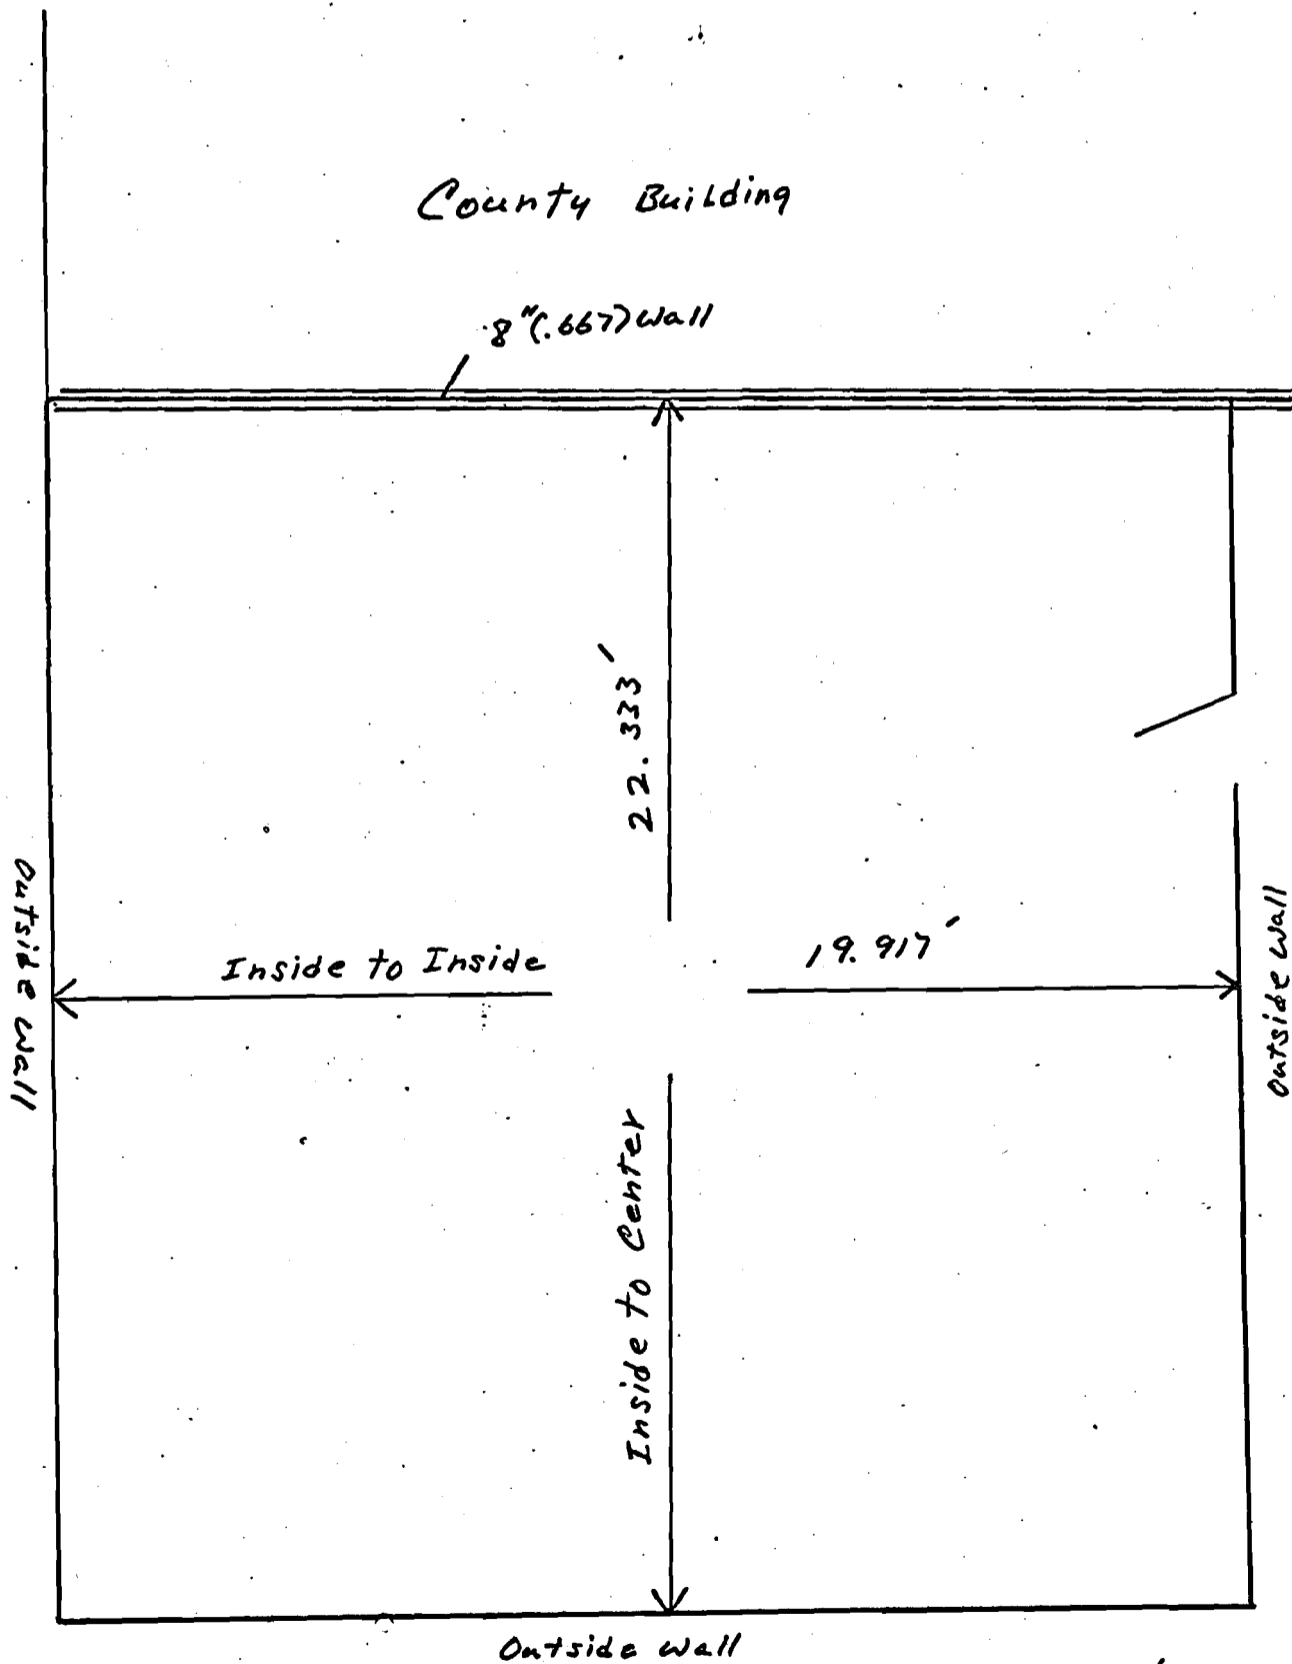 County Building
8"(.667) Wall
22.333'
Inside to Inside
19.917'
Outside Wall
Outside Wall
Inside to Center
Outside Wall